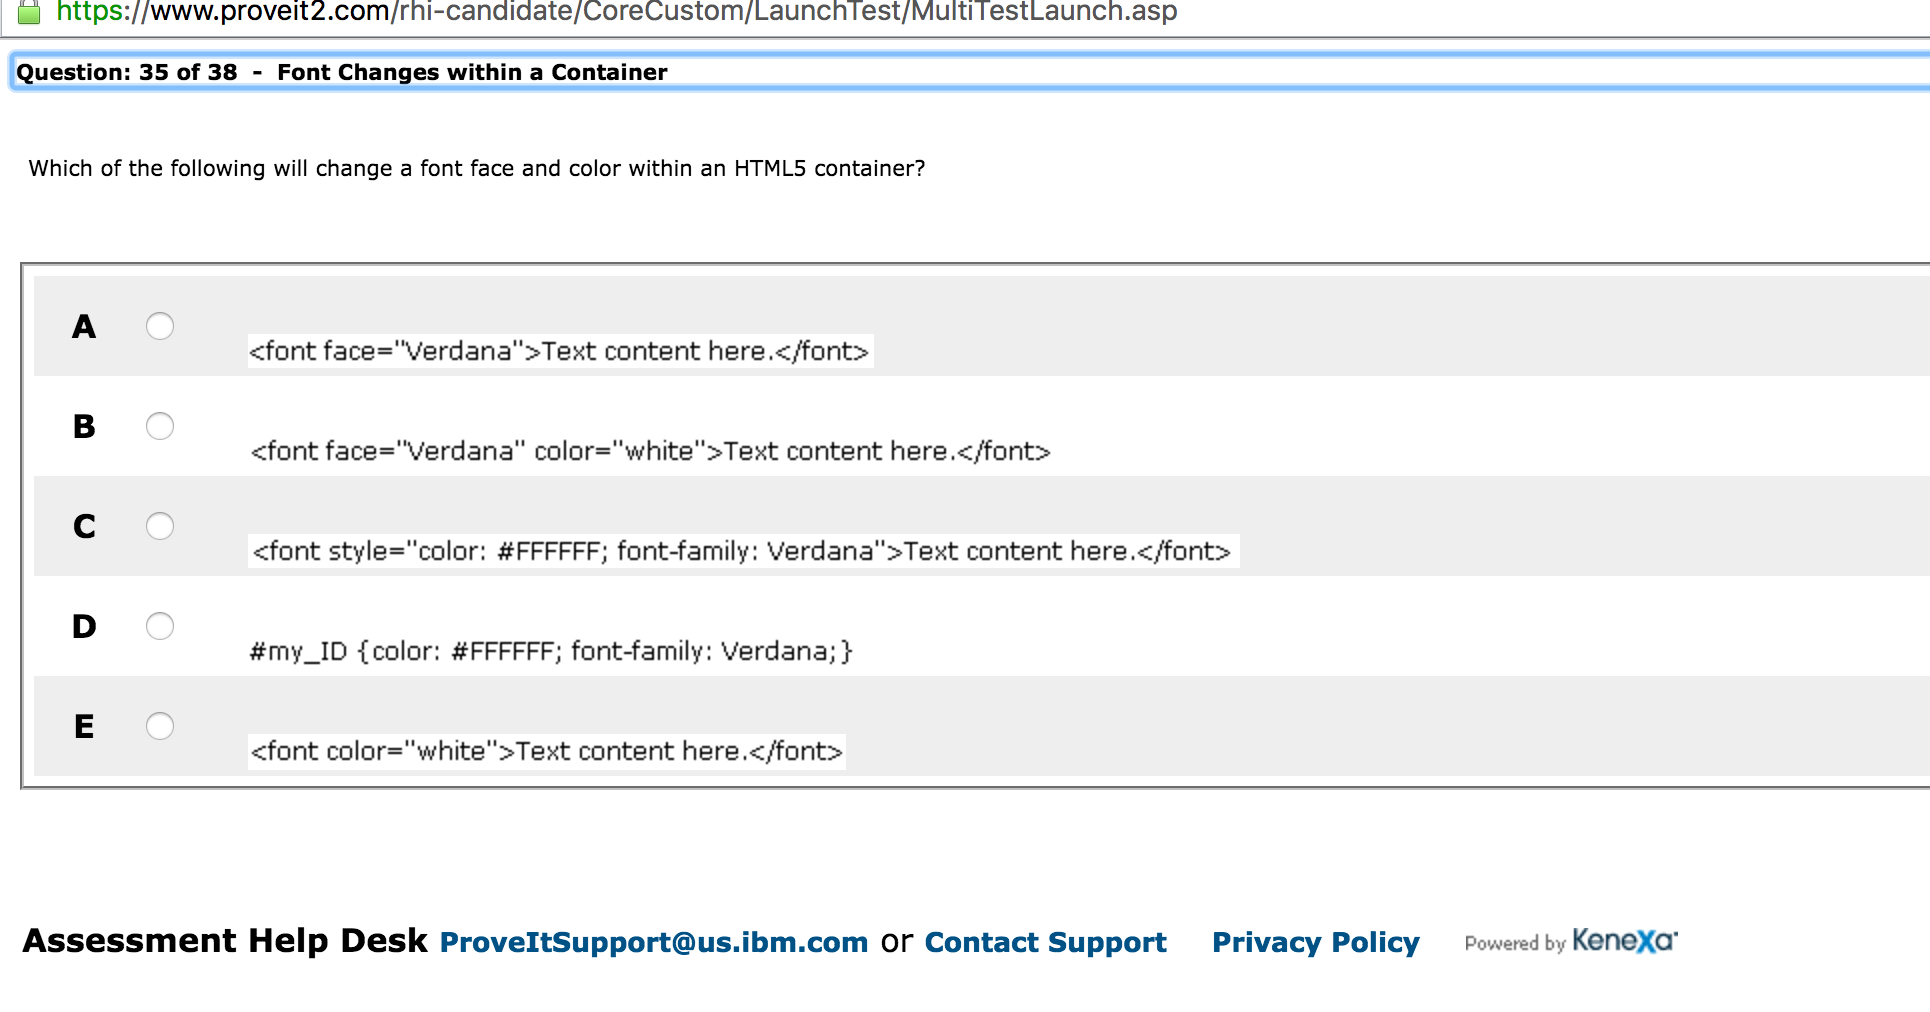 https://www.proveit2.com/rhi-candidate/CoreCustom/LaunchTest/MultiTestLaunch.asp
Question: 35 of 38 - Font Changes within a Container
Which of the following will change a font face and color within an HTML5 container?
A <font face="Verdana">Text content here.</font>
B <font face="Verdana" color="white">Text content here.</font>
C <font style="color: #FFFFFF; font-family: Verdana">Text content here.</font>
D #my_ID {color: #FFFFFF; font-family: Verdana;}
E <font color="white">Text content here.</font>
Assessment Help Desk ProveItSupport@us.ibm.com or Contact Support Privacy Policy Powered by Kenexa